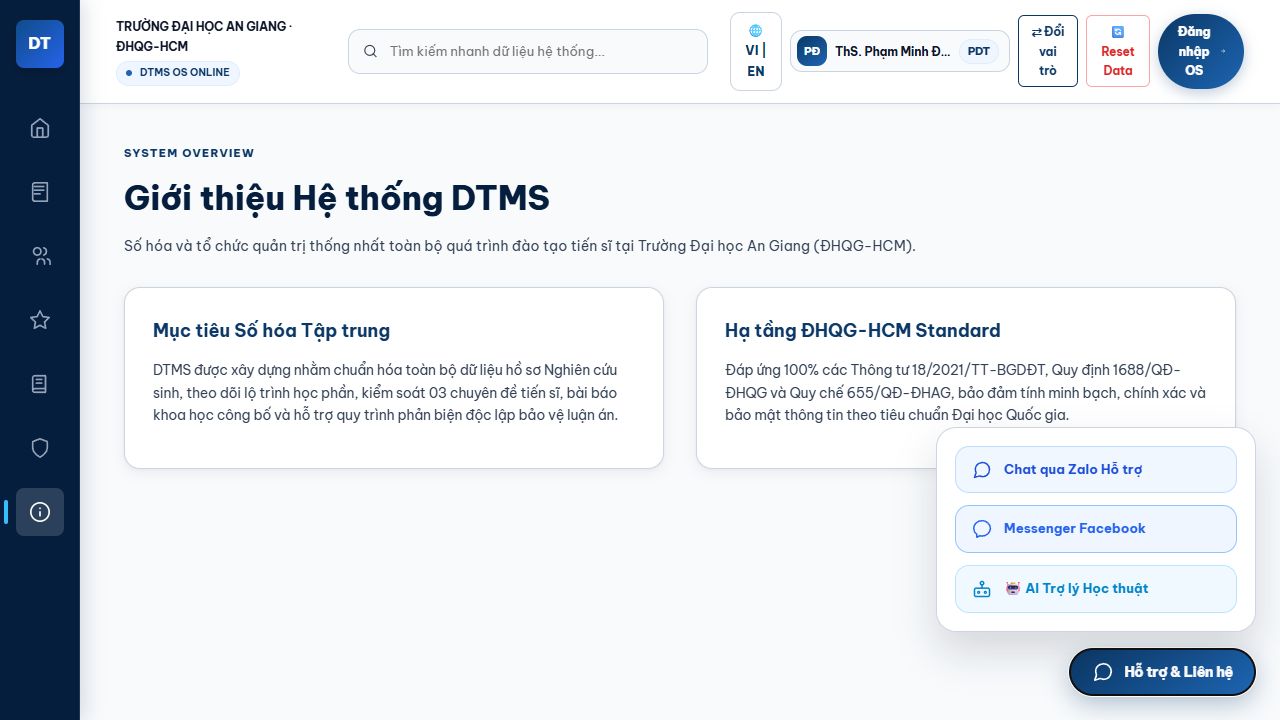 DT
TRƯỜNG ĐẠI HỌC AN GIANG ·
ĐHQG-HCM
DTMS OS ONLINE
Tìm kiếm nhanh dữ liệu hệ thống...
VI |
EN
PĐ
ThS. Phạm Minh Đ...
PDT
⇄ Đổi
vai
trò
Reset
Data
Đăng
nhập
OS →
SYSTEM OVERVIEW
Giới thiệu Hệ thống DTMS
Số hóa và tổ chức quản trị thống nhất toàn bộ quá trình đào tạo tiến sĩ tại Trường Đại học An Giang (ĐHQG-HCM).
Mục tiêu Số hóa Tập trung
DTMS được xây dựng nhằm chuẩn hóa toàn bộ dữ liệu hồ sơ Nghiên cứu
sinh, theo dõi lộ trình học phần, kiểm soát 03 chuyên đề tiến sĩ, bài báo
khoa học công bố và hỗ trợ quy trình phản biện độc lập bảo vệ luận án.
Hạ tầng ĐHQG-HCM Standard
Đáp ứng 100% các Thông tư 18/2021/TT-BGDĐT, Quy định 1688/QĐ-
ĐHQG và Quy chế 655/QĐ-ĐHAG, bảo đảm tính minh bạch, chính xác và
bảo mật thông tin theo tiêu chuẩn Đại học Quốc gia.
Chat qua Zalo Hỗ trợ
Messenger Facebook
AI Trợ lý Học thuật
Hỗ trợ & Liên hệ